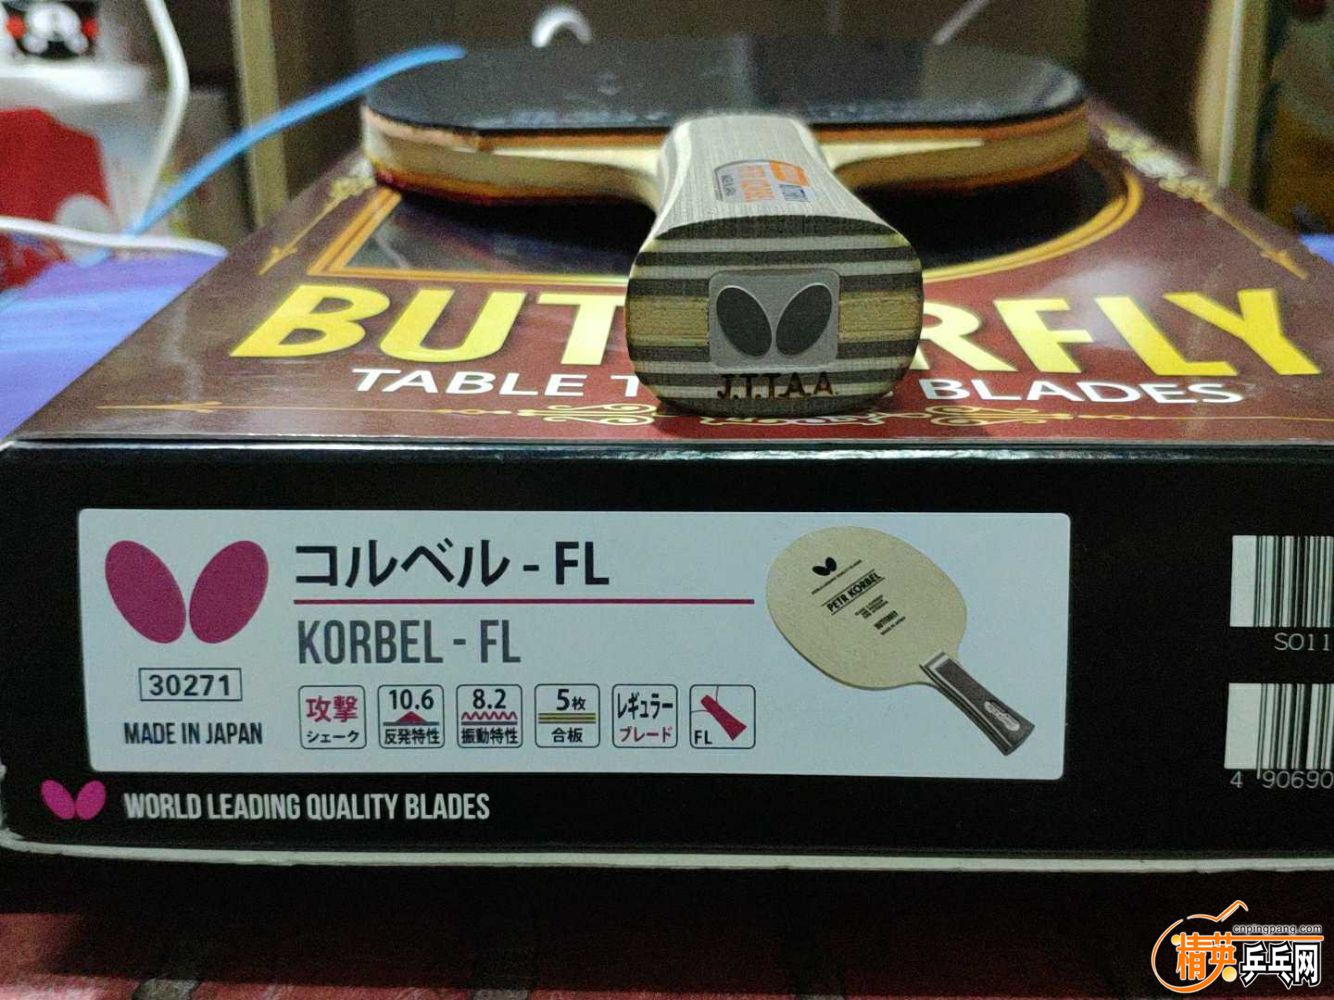 BUT
RFLY
TABLE T
S BLADES
J.T.T.A.A
コルベル - FL
KORBEL - FL
30271
MADE IN JAPAN
攻撃
シェーク
10.6
反発特性
8.2
振動特性
5枚
合板
レギュラー
ブレード
FL
PETR KORBEL
WORLD LEADING QUALITY BLADES
SO11
4 90690
cnpingpang.com
精英乒乓网